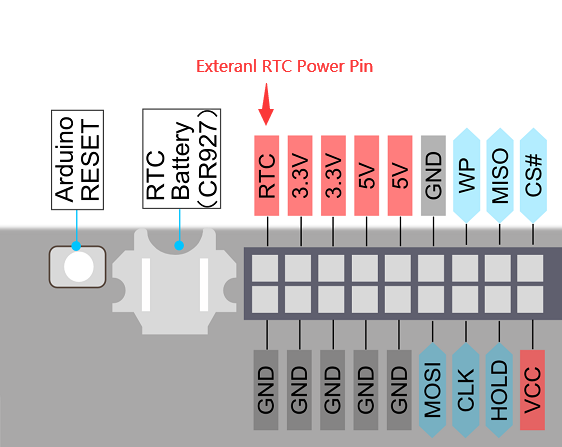 Exteranl RTC Power Pin
Arduino
RESET
RTC
Battery
(CR927)
RTC
3.3V
3.3V
5V
5V
GND
WP
MISO
CS#
GND
GND
GND
GND
GND
MOSI
CLK
HOLD
VCC